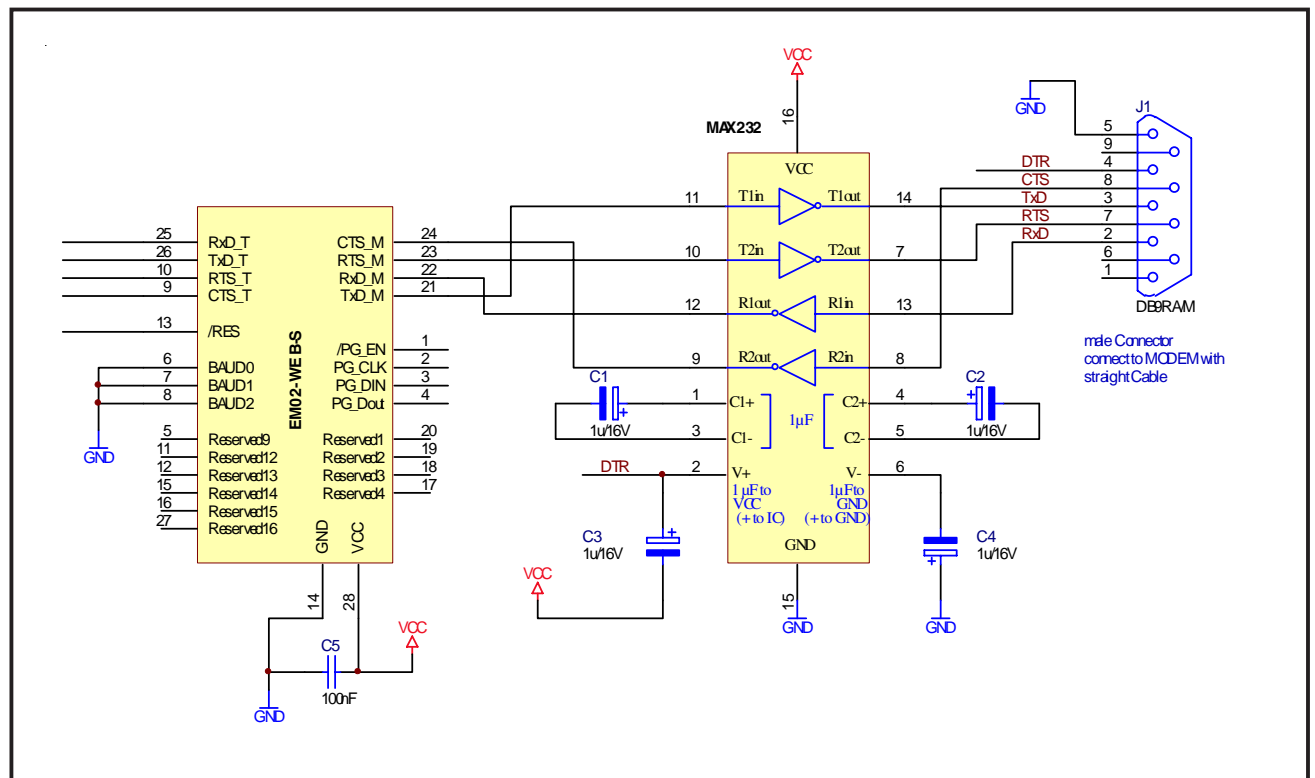 VCC
GND
J1
MAX232
16
VCC
5
9
DTR 4
CTS 8
TxD 3
RTS 7
RxD 2
6
1
DB9RA/M
male Connector
connect to MODEM with
straight Cable
11 T1in T1out 14
10 T2in T2out 7
12 R1out R1in 13
9 R2out R2in 8
C1
1u/16V
1 C1+
3 C1-
1µF
C2+ 4
C2- 5
C2
1u/16V
DTR 2 V+
1µF to
VCC
(+ to IC)
V- 6
1µF to
GND
(+ to GND)
GND
15
GND
C3
1u/16V
VCC
C4
1u/16V
GND
EM02-WE B-S
25 RxD_T
26 TxD_T
10 RTS_T
9 CTS_T
13 /RES
6 BAUD0
7 BAUD1
8 BAUD2
GND
5 Reserved9
11 Reserved12
12 Reserved13
15 Reserved14
16 Reserved15
27 Reserved16
CTS_M 24
RTS_M 23
RxD_M 22
TxD_M 21
/PG_EN 1
PG_CLK 2
PG_DIN 3
PG_Dout 4
Reserved1 20
Reserved2 19
Reserved3 18
Reserved4 17
GND
VCC
14
28
C5
100nF
VCC
GND